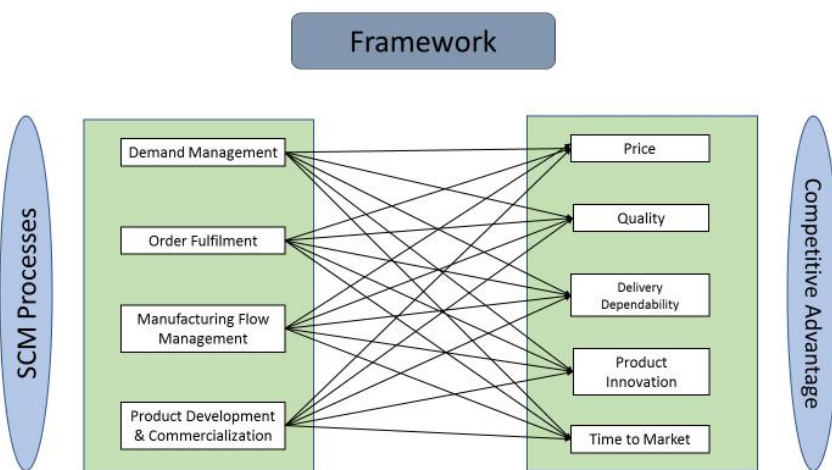 Framework
SCM Processes
Demand Management
Order Fulfilment
Manufacturing Flow
Management
Product Development
& Commercialization
Price
Quality
Delivery
Dependability
Product
Innovation
Time to Market
Competitive Advantage